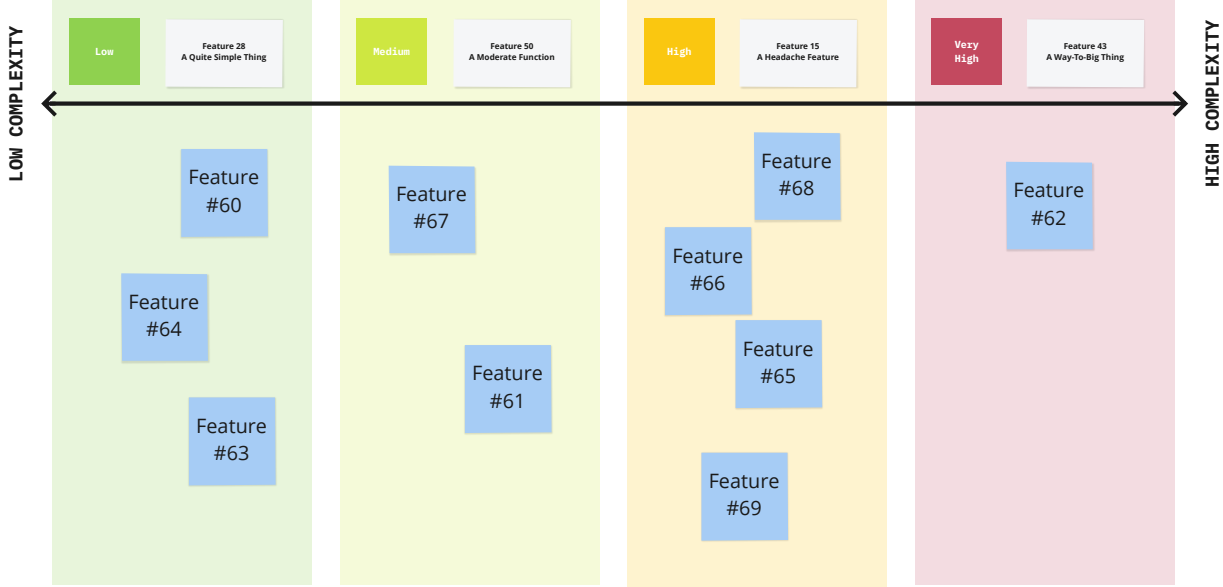 LOW COMPLEXITY
Low
Feature 28
A Quite Simple Thing
Medium
Feature 50
A Moderate Function
High
Feature 15
A Headache Feature
Very
High
Feature 43
A Way-To-Big Thing
HIGH COMPLEXITY
Feature
#60
Feature
#64
Feature
#63
Feature
#67
Feature
#61
Feature
#68
Feature
#66
Feature
#65
Feature
#69
Feature
#62